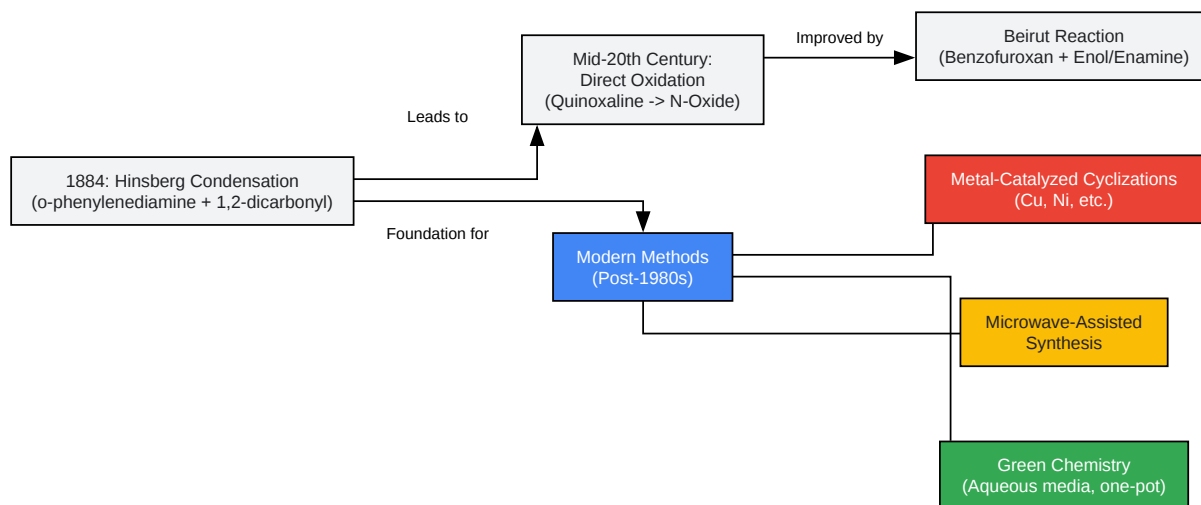 Beirut Reaction
(Benzofuroxan + Enol/Enamine)
Improved by
Mid-20th Century:
Direct Oxidation
(Quinoxaline -> N-Oxide)
Leads to
1884: Hinsberg Condensation
(o-phenylenediamine + 1,2-dicarbonyl)
Foundation for
Metal-Catalyzed Cyclizations
(Cu, Ni, etc.)
Modern Methods
(Post-1980s)
Microwave-Assisted
Synthesis
Green Chemistry
(Aqueous media, one-pot)